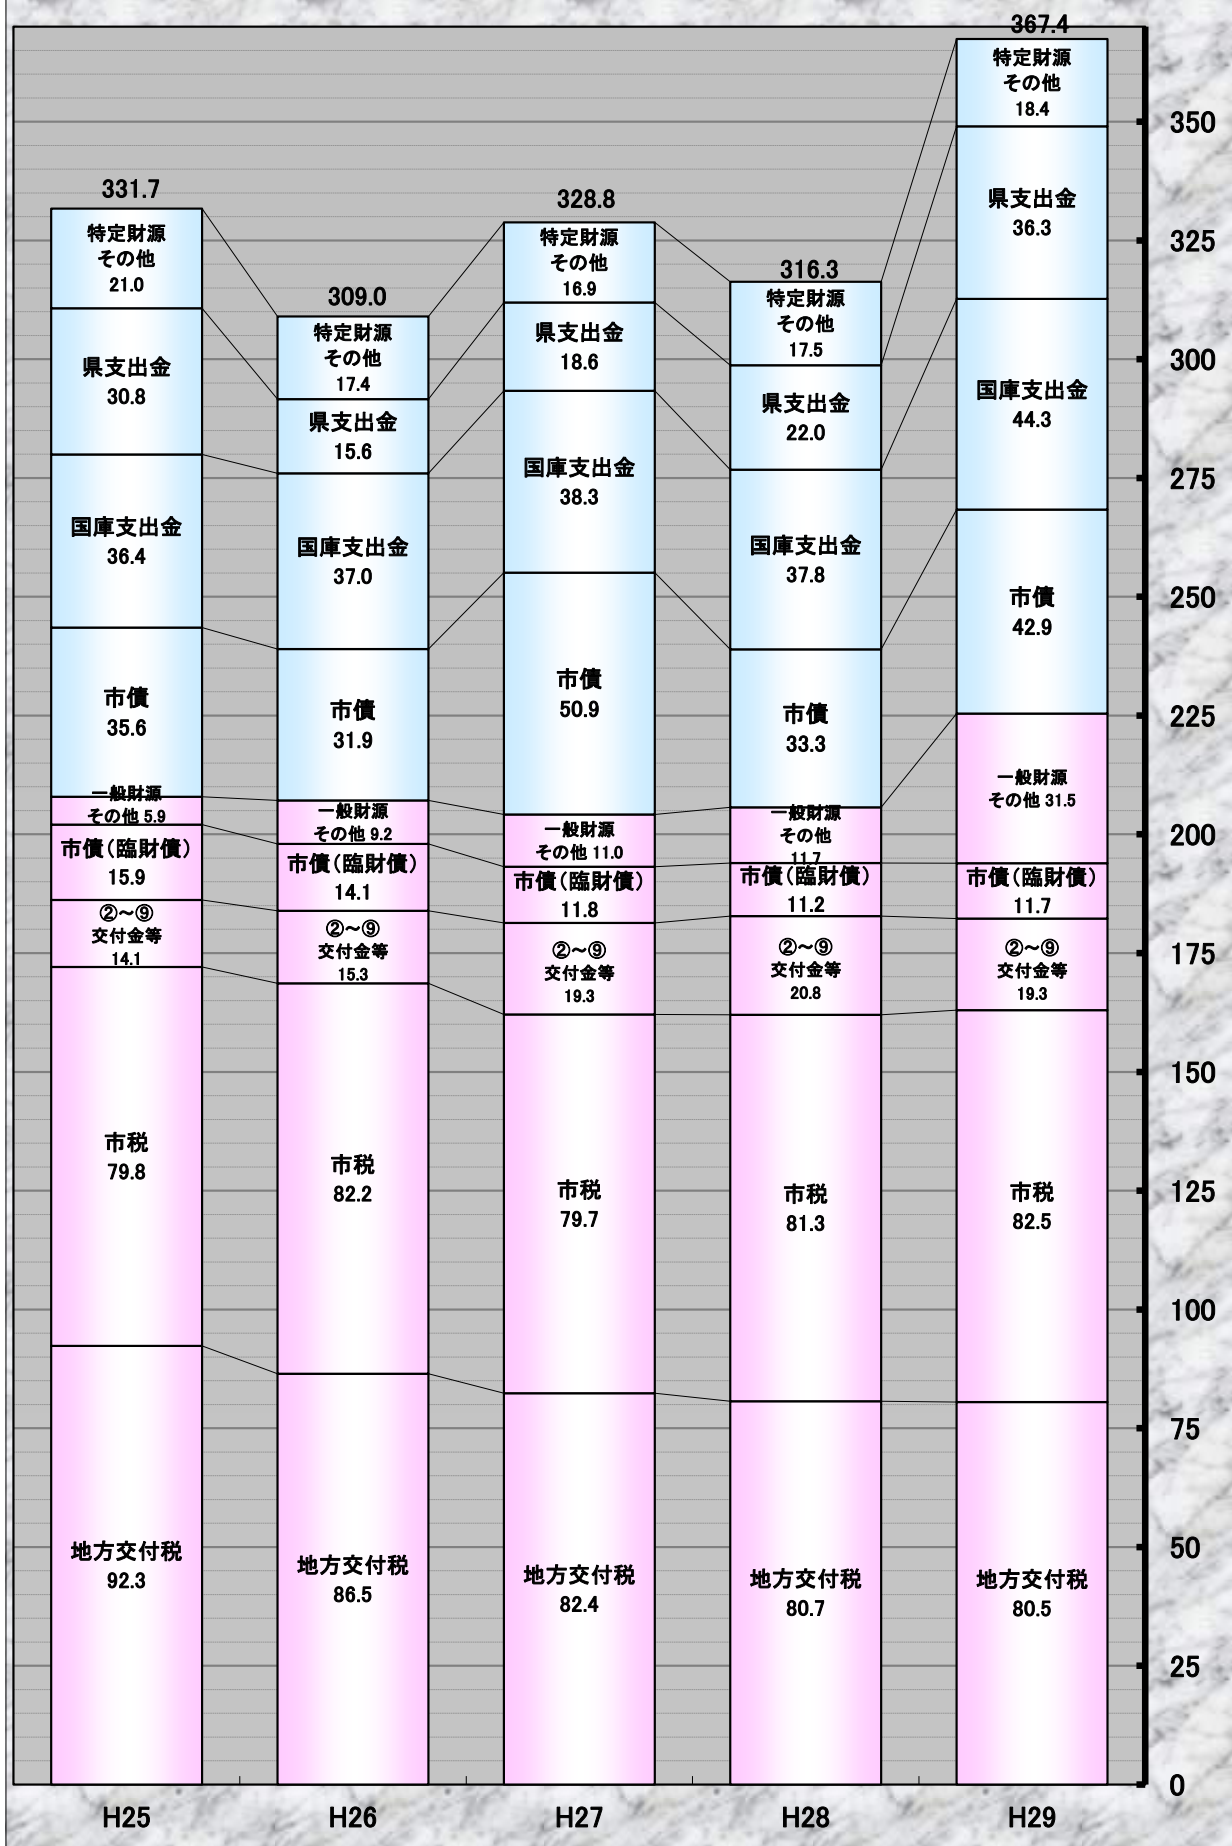 331.7
特定財源
その他
21.0
県支出金
30.8
国庫支出金
36.4
市債
35.6
一般財源
その他 5.9
市債（臨財債）
15.9
②～⑨
交付金等
14.1
市税
79.8
地方交付税
92.3
H25
309.0
特定財源
その他
17.4
県支出金
15.6
国庫支出金
37.0
市債
31.9
一般財源
その他 9.2
市債（臨財債）
14.1
②～⑨
交付金等
15.3
市税
82.2
地方交付税
86.5
H26
328.8
特定財源
その他
16.9
県支出金
18.6
国庫支出金
38.3
市債
50.9
一般財源
その他 11.0
市債（臨財債）
11.8
②～⑨
交付金等
19.3
市税
79.7
地方交付税
82.4
H27
316.3
特定財源
その他
17.5
県支出金
22.0
国庫支出金
37.8
市債
33.3
一般財源
その他
11.7
市債（臨財債）
11.2
②～⑨
交付金等
20.8
市税
81.3
地方交付税
80.7
H28
367.4
特定財源
その他
18.4
県支出金
36.3
国庫支出金
44.3
市債
42.9
一般財源
その他 31.5
市債（臨財債）
11.7
②～⑨
交付金等
19.3
市税
82.5
地方交付税
80.5
H29
350
325
300
275
250
225
200
175
150
125
100
75
50
25
0